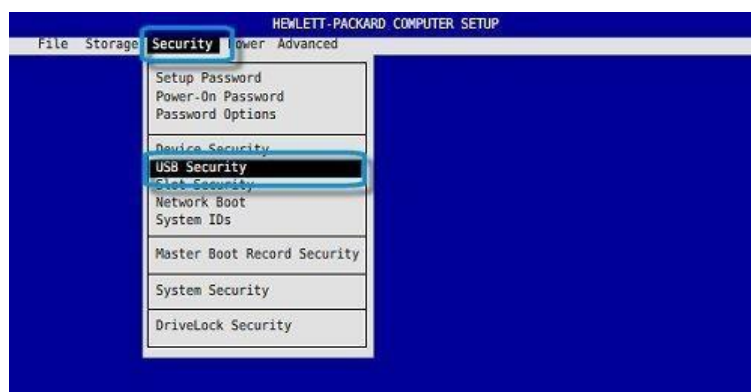 HEWLETT-PACKARD COMPUTER SETUP
File Storage Security Power Advanced
Setup Password
Power-On Password
Password Options
Device Security
USB Security
Slot Security
Network Boot
System IDs
Master Boot Record Security
System Security
DriveLock Security